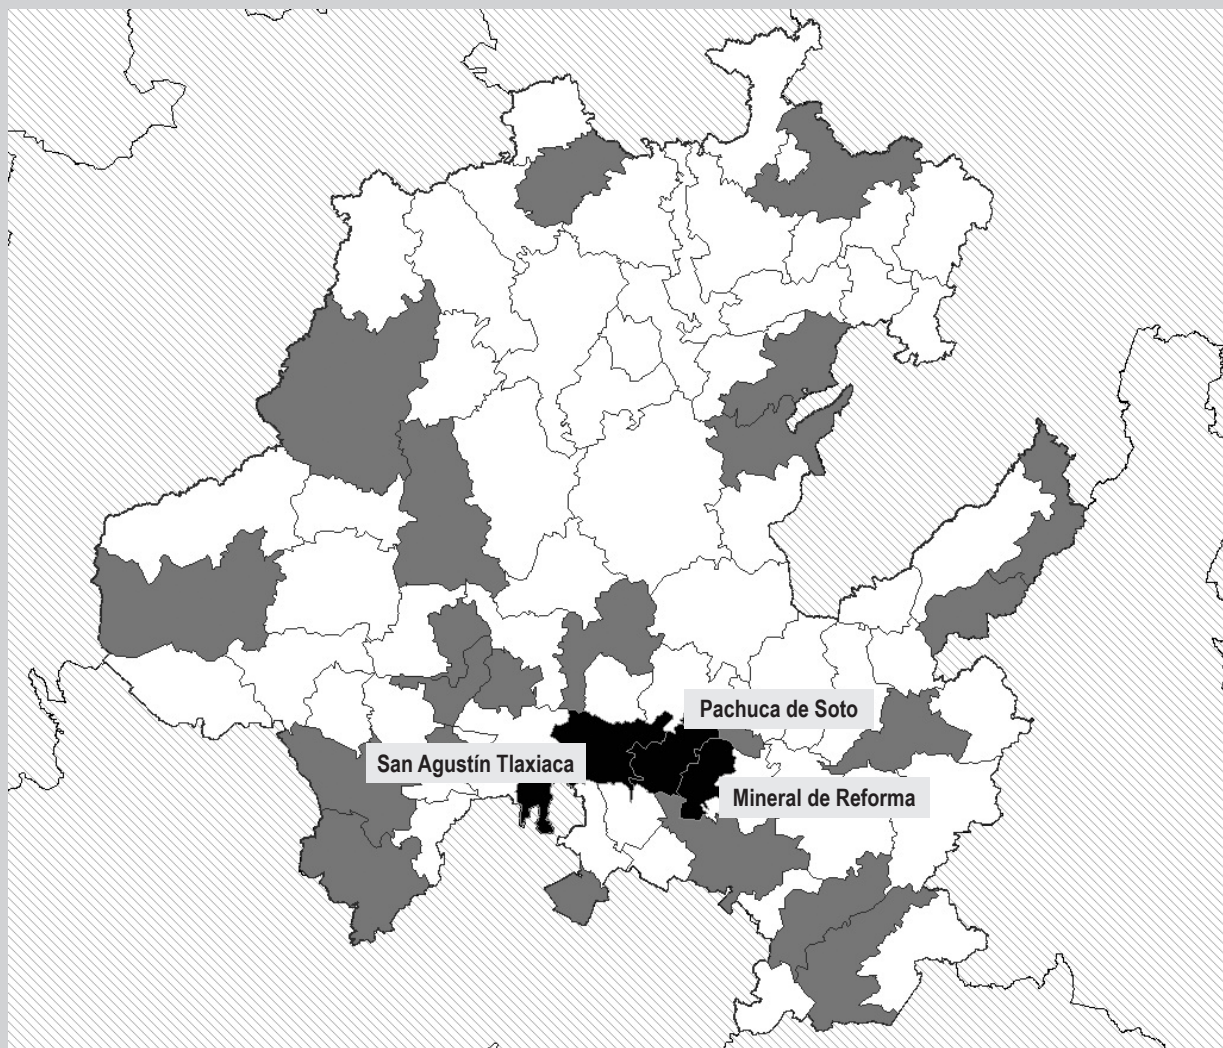 Pachuca de Soto
San Agustín Tlaxiaca
Mineral de Reforma